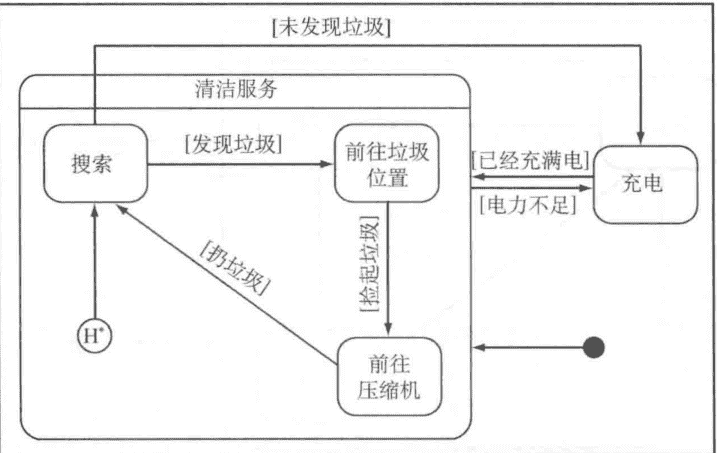 [未发现垃圾]
清洁服务
搜索
[发现垃圾]
前往垃圾
位置
[已经充满电]
充电
[电力不足]
[扔垃圾]
[捡起垃圾]
H*
前往
压缩机